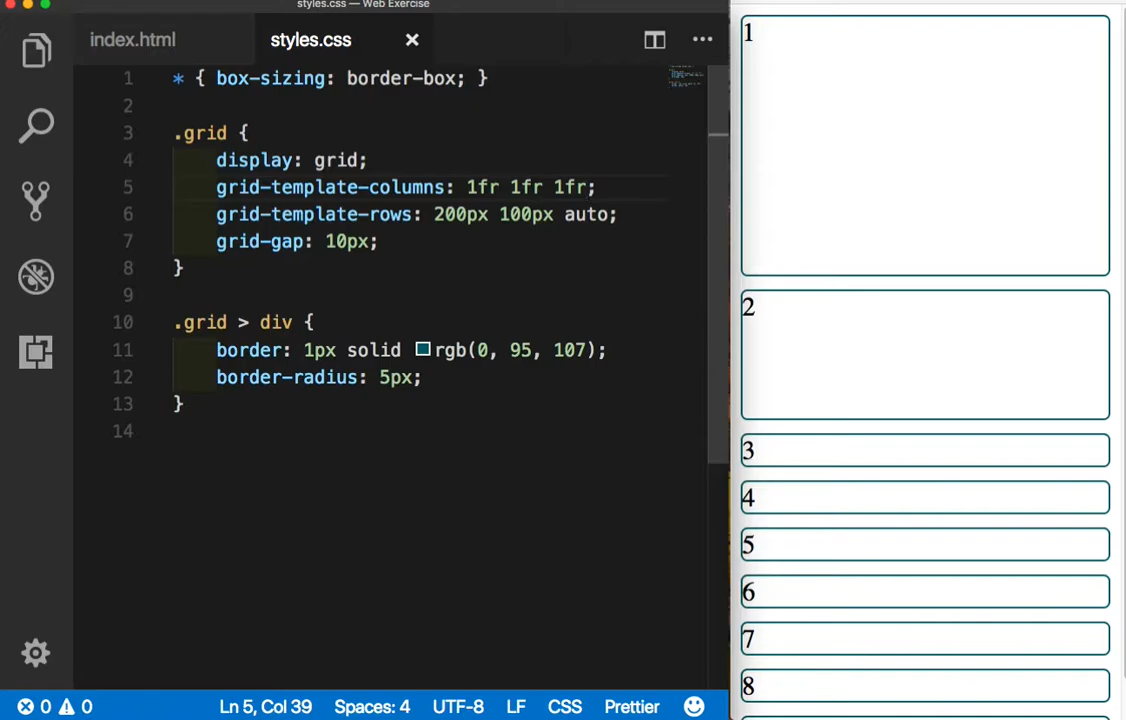 styles.css — Web Exercise
index.html
styles.css
1 * { box-sizing: border-box; }
2
3 .grid {
4 display: grid;
5 grid-template-columns: 1fr 1fr 1fr;
6 grid-template-rows: 200px 100px auto;
7 grid-gap: 10px;
8 }
9
10 .grid > div {
11 border: 1px solid rgb(0, 95, 107);
12 border-radius: 5px;
13 }
14
0 0 Ln 5, Col 39 Spaces: 4 UTF-8 LF CSS Prettier
1
2
3
4
5
6
7
8